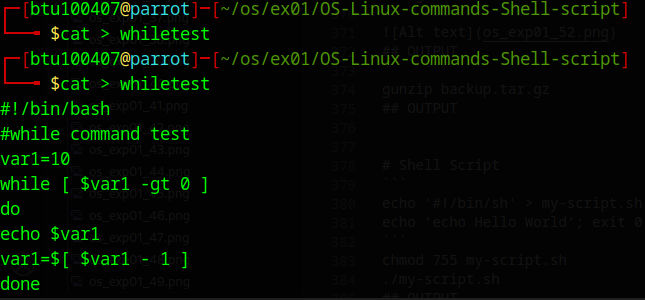 ┌─[btu100407@parrot]─[~/os/ex01/OS-Linux-commands-Shell-script]
└──╼ $cat > whiletest
┌─[btu100407@parrot]─[~/os/ex01/OS-Linux-commands-Shell-script]
└──╼ $cat > whiletest
#!/bin/bash
#while command test
var1=10
while [ $var1 -gt 0 ]
do
echo $var1
var1=$[ $var1 - 1 ]
done
![Alt text](os_exp01_52.png)
## OUTPUT
374 gunzip backup.tar.gz
375 ## OUTPUT
376
377
378 # Shell Script
379 ```
380 echo '#!/bin/sh' > my-script.sh
381 echo 'echo Hello World'; exit 0
382 ```
383 chmod 755 my-script.sh
384 ./my-script.sh
## OUTPUT
os_exp01_41.png
os_exp01_43.png
os_exp01_44.png
os_exp01_46.png
os_exp01_47.png
os_exp01_49.png